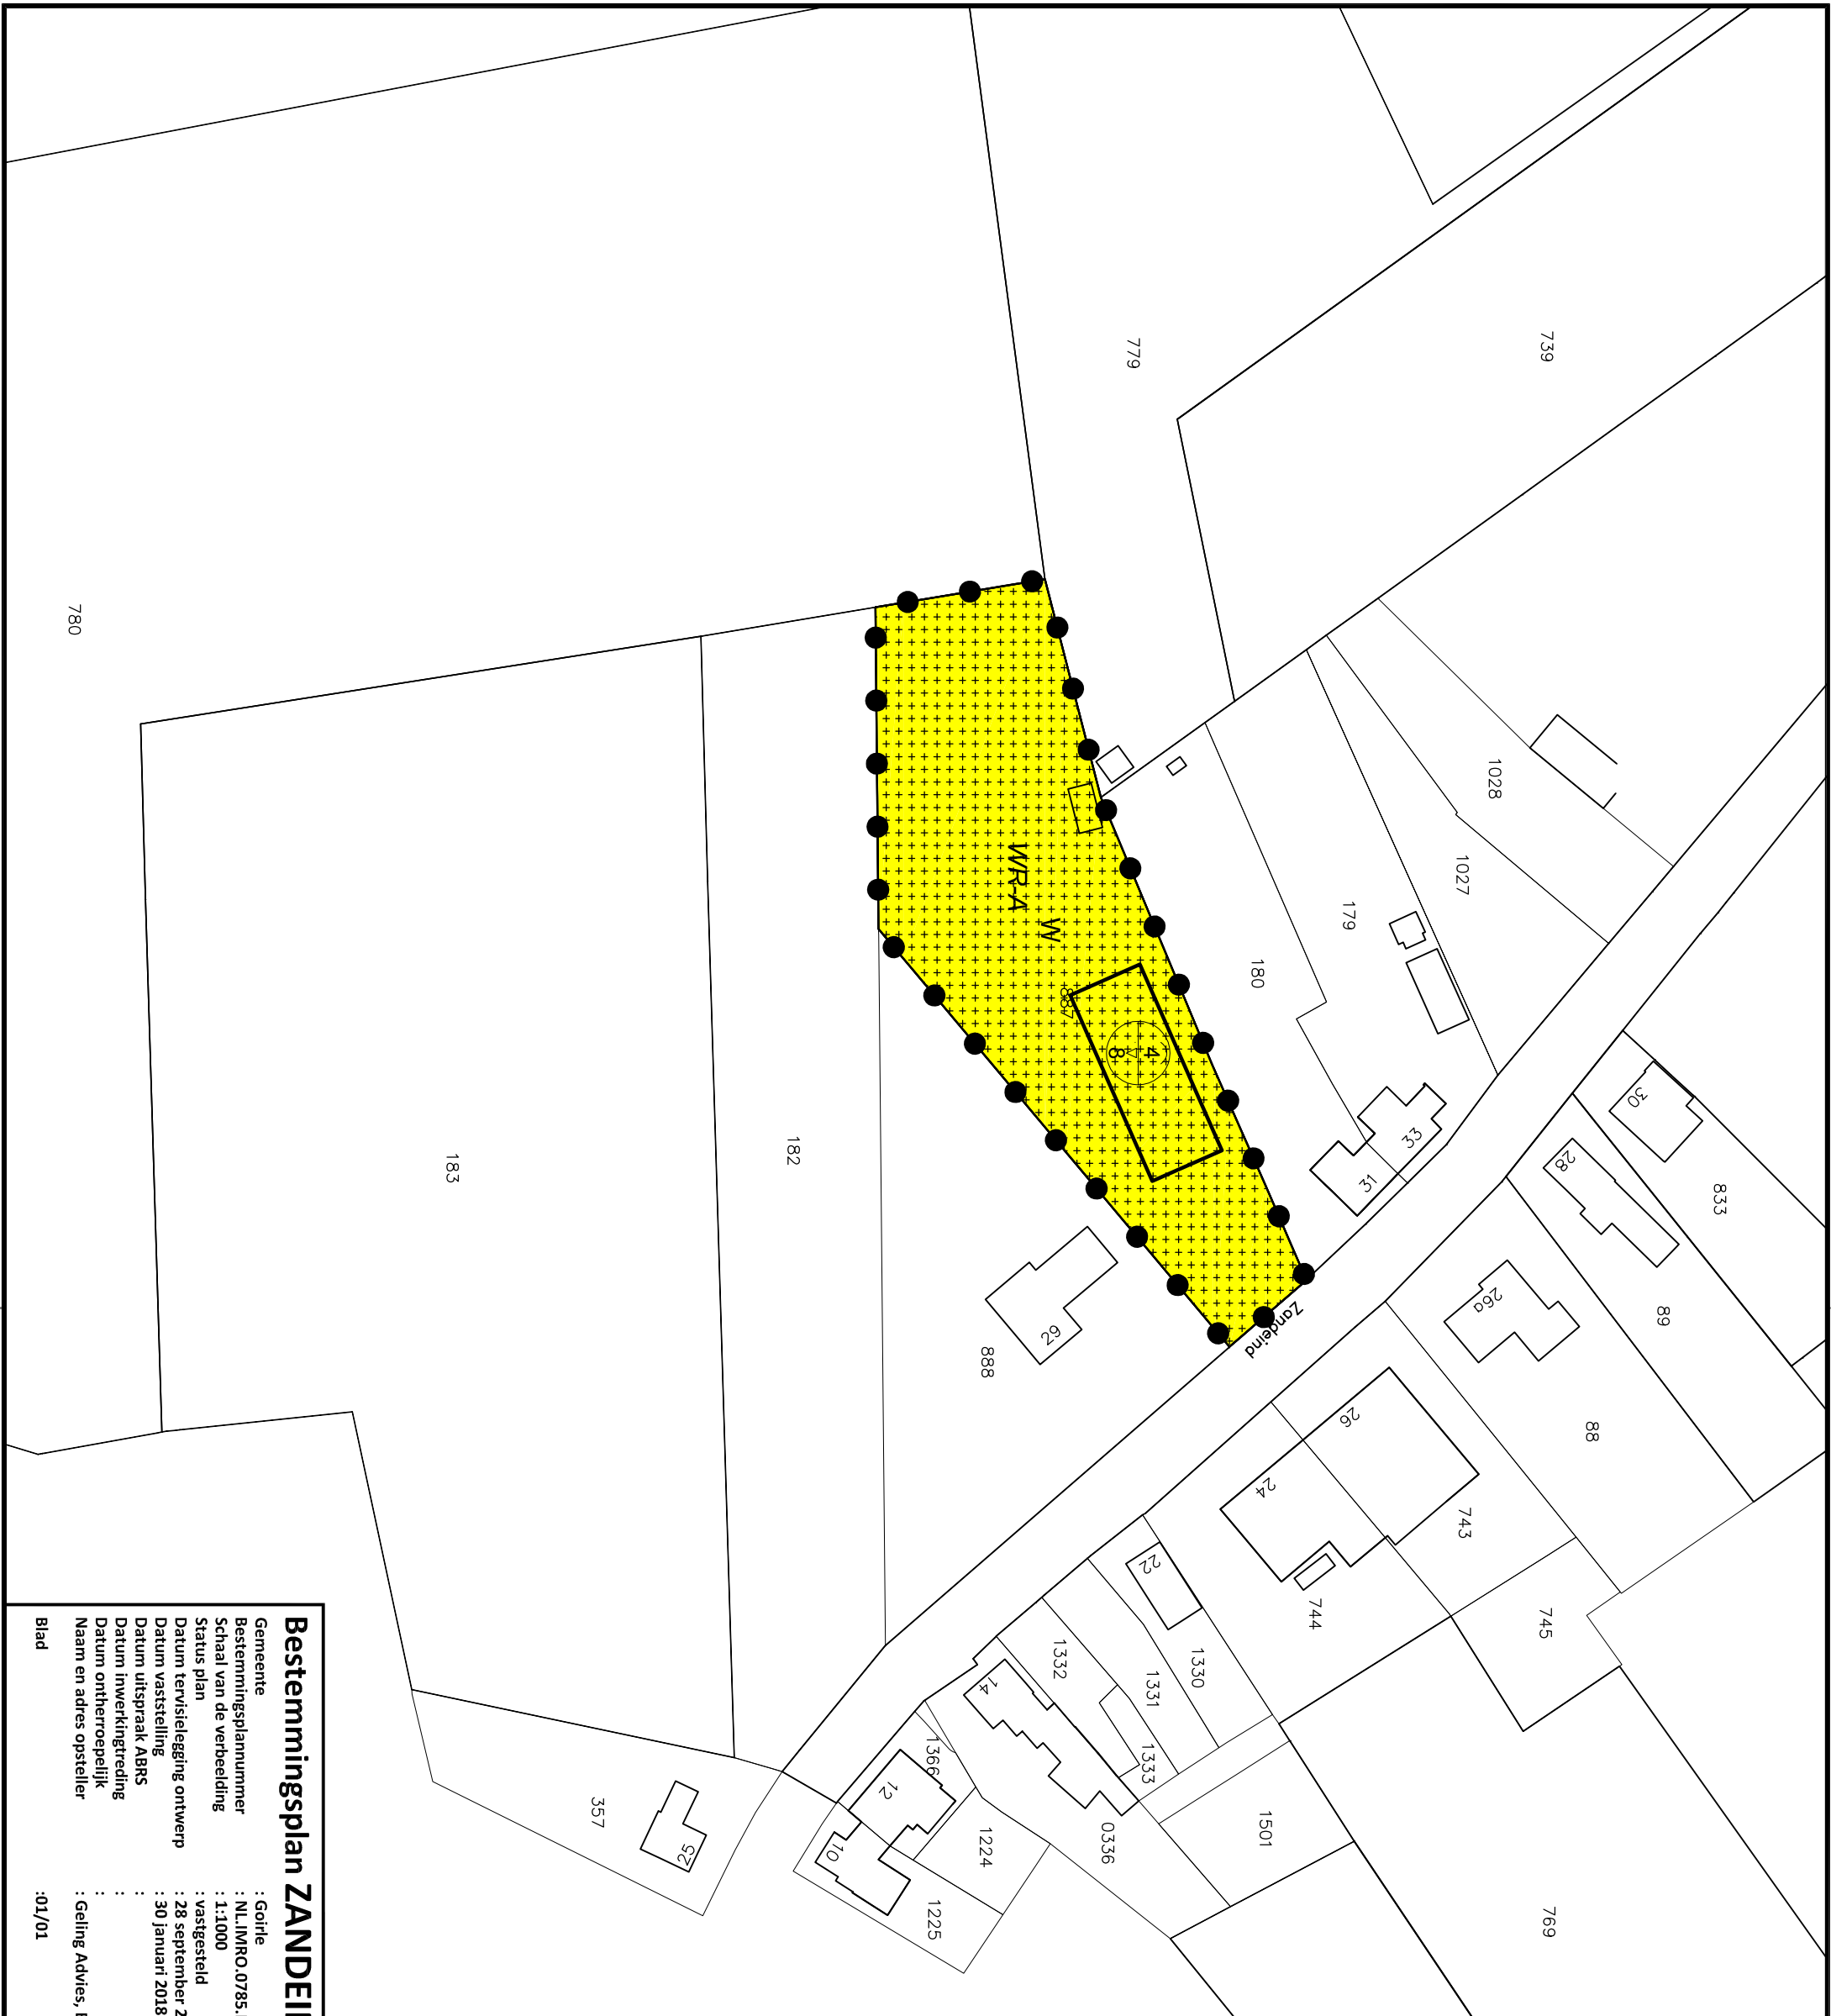 739
779
780
1028
1027
179
180
WR-A
W
887
4
8
33
31
30
28
833
89
26a
88
Zandeind
29
888
182
183
26
24
743
744
745
22
1330
1331
1332
1333
14
1366
12
10
0336
1501
1224
1225
769
357
25
Bestemmingsplan ZANDEI
Gemeente : Goirle
Bestemmingsplannummer : NL.IMRO.0785.
Schaal van de verbeelding : 1:1000
Status plan : vastgesteld
Datum tervisielegging ontwerp : 28 september 2
Datum vaststelling : 30 januari 2018
Datum uitspraak ABRS :
Datum inwerkingtreding :
Datum ontherroepelijk :
Naam en adres opsteller : Geling Advies,
Blad :01/01